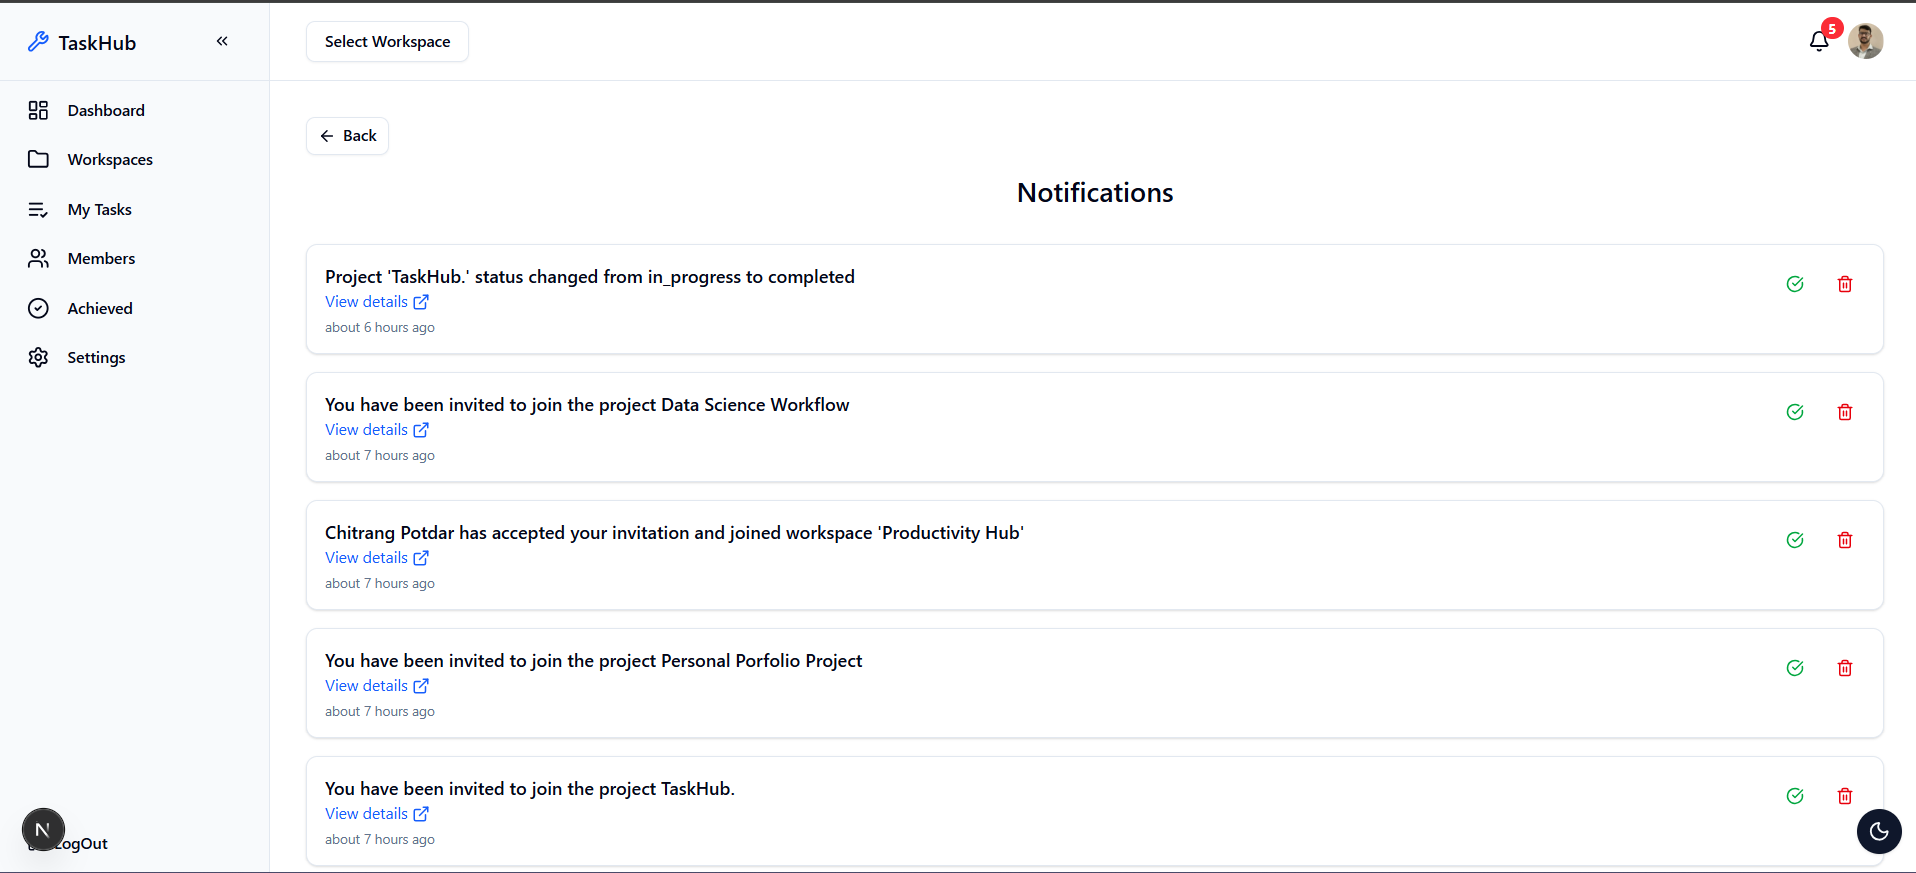 TaskHub
Select Workspace
5
Dashboard
Workspaces
My Tasks
Members
Achieved
Settings
N
LogOut
Back
Notifications
Project 'TaskHub.' status changed from in_progress to completed
View details
about 6 hours ago
You have been invited to join the project Data Science Workflow
View details
about 7 hours ago
Chitrang Potdar has accepted your invitation and joined workspace 'Productivity Hub'
View details
about 7 hours ago
You have been invited to join the project Personal Porfolio Project
View details
about 7 hours ago
You have been invited to join the project TaskHub.
View details
about 7 hours ago